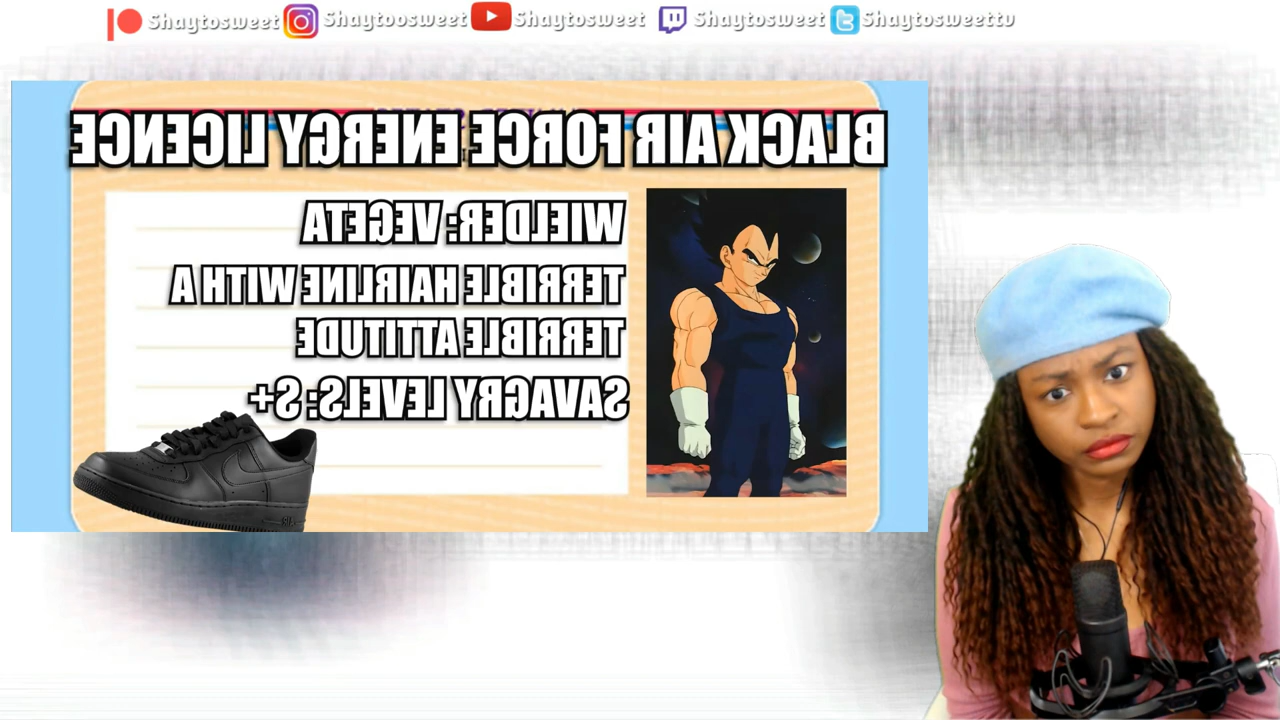 Shaytosweet Shaytoosweet Shaytosweet Shaytosweet Shaytosweettv
BLACK AIR FORCE ENERGY LICENCE
WIELDER: VEGETA
TERRIBLE HAIRLINE WITH A
TERRIBLE ATTITUDE
SAVAGRY LEVELS: S+
AIR